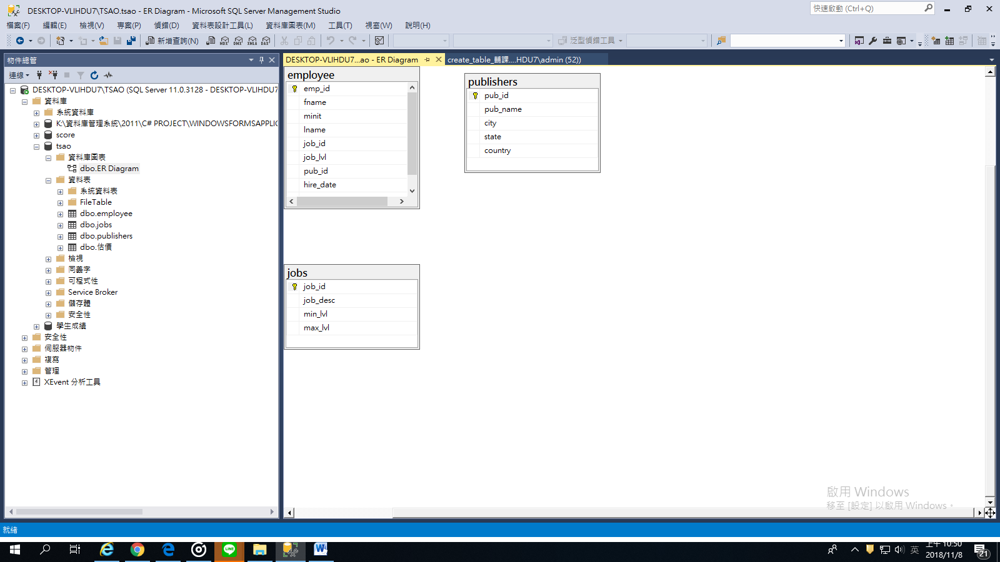 DESKTOP-VLIHDU7\TSAO.tsao - ER Diagram - Microsoft SQL Server Management Studio
快速啟動 (Ctrl+Q)
檔案(F) 編輯(E) 檢視(V) 專案(P) 偵錯(D) 資料表設計工具(L) 資料庫圖表(M) 工具(T) 視窗(W) 說明(H)
新增查詢(N) MDX DMX XMLA DAX 泛型偵錯工具
物件總管
連線
DESKTOP-VLIHDU7\TSAO (SQL Server 11.0.3128 - DESKTOP-VLIHDU7
資料庫
系統資料庫
K:\資料庫管理系統\2011\C# PROJECT\WINDOWSFORMSAPPLIC
score
tsao
資料庫圖表
dbo.ER Diagram
資料表
系統資料表
FileTable
dbo.employee
dbo.jobs
dbo.publishers
dbo.估價
檢視
同義字
可程式性
Service Broker
儲存體
安全性
學生成績
安全性
伺服器物件
複寫
管理
XEvent 分析工具
DESKTOP-VLIHDU7...ao - ER Diagram
create_table_輔課....HDU7\admin (52))
employee
emp_id
fname
minit
lname
job_id
job_lvl
pub_id
hire_date
publishers
pub_id
pub_name
city
state
country
jobs
job_id
job_desc
min_lvl
max_lvl
啟用 Windows
移至 [設定] 以啟用 Windows。
就緒
LINE
英
上午 10:50
2018/11/8
21